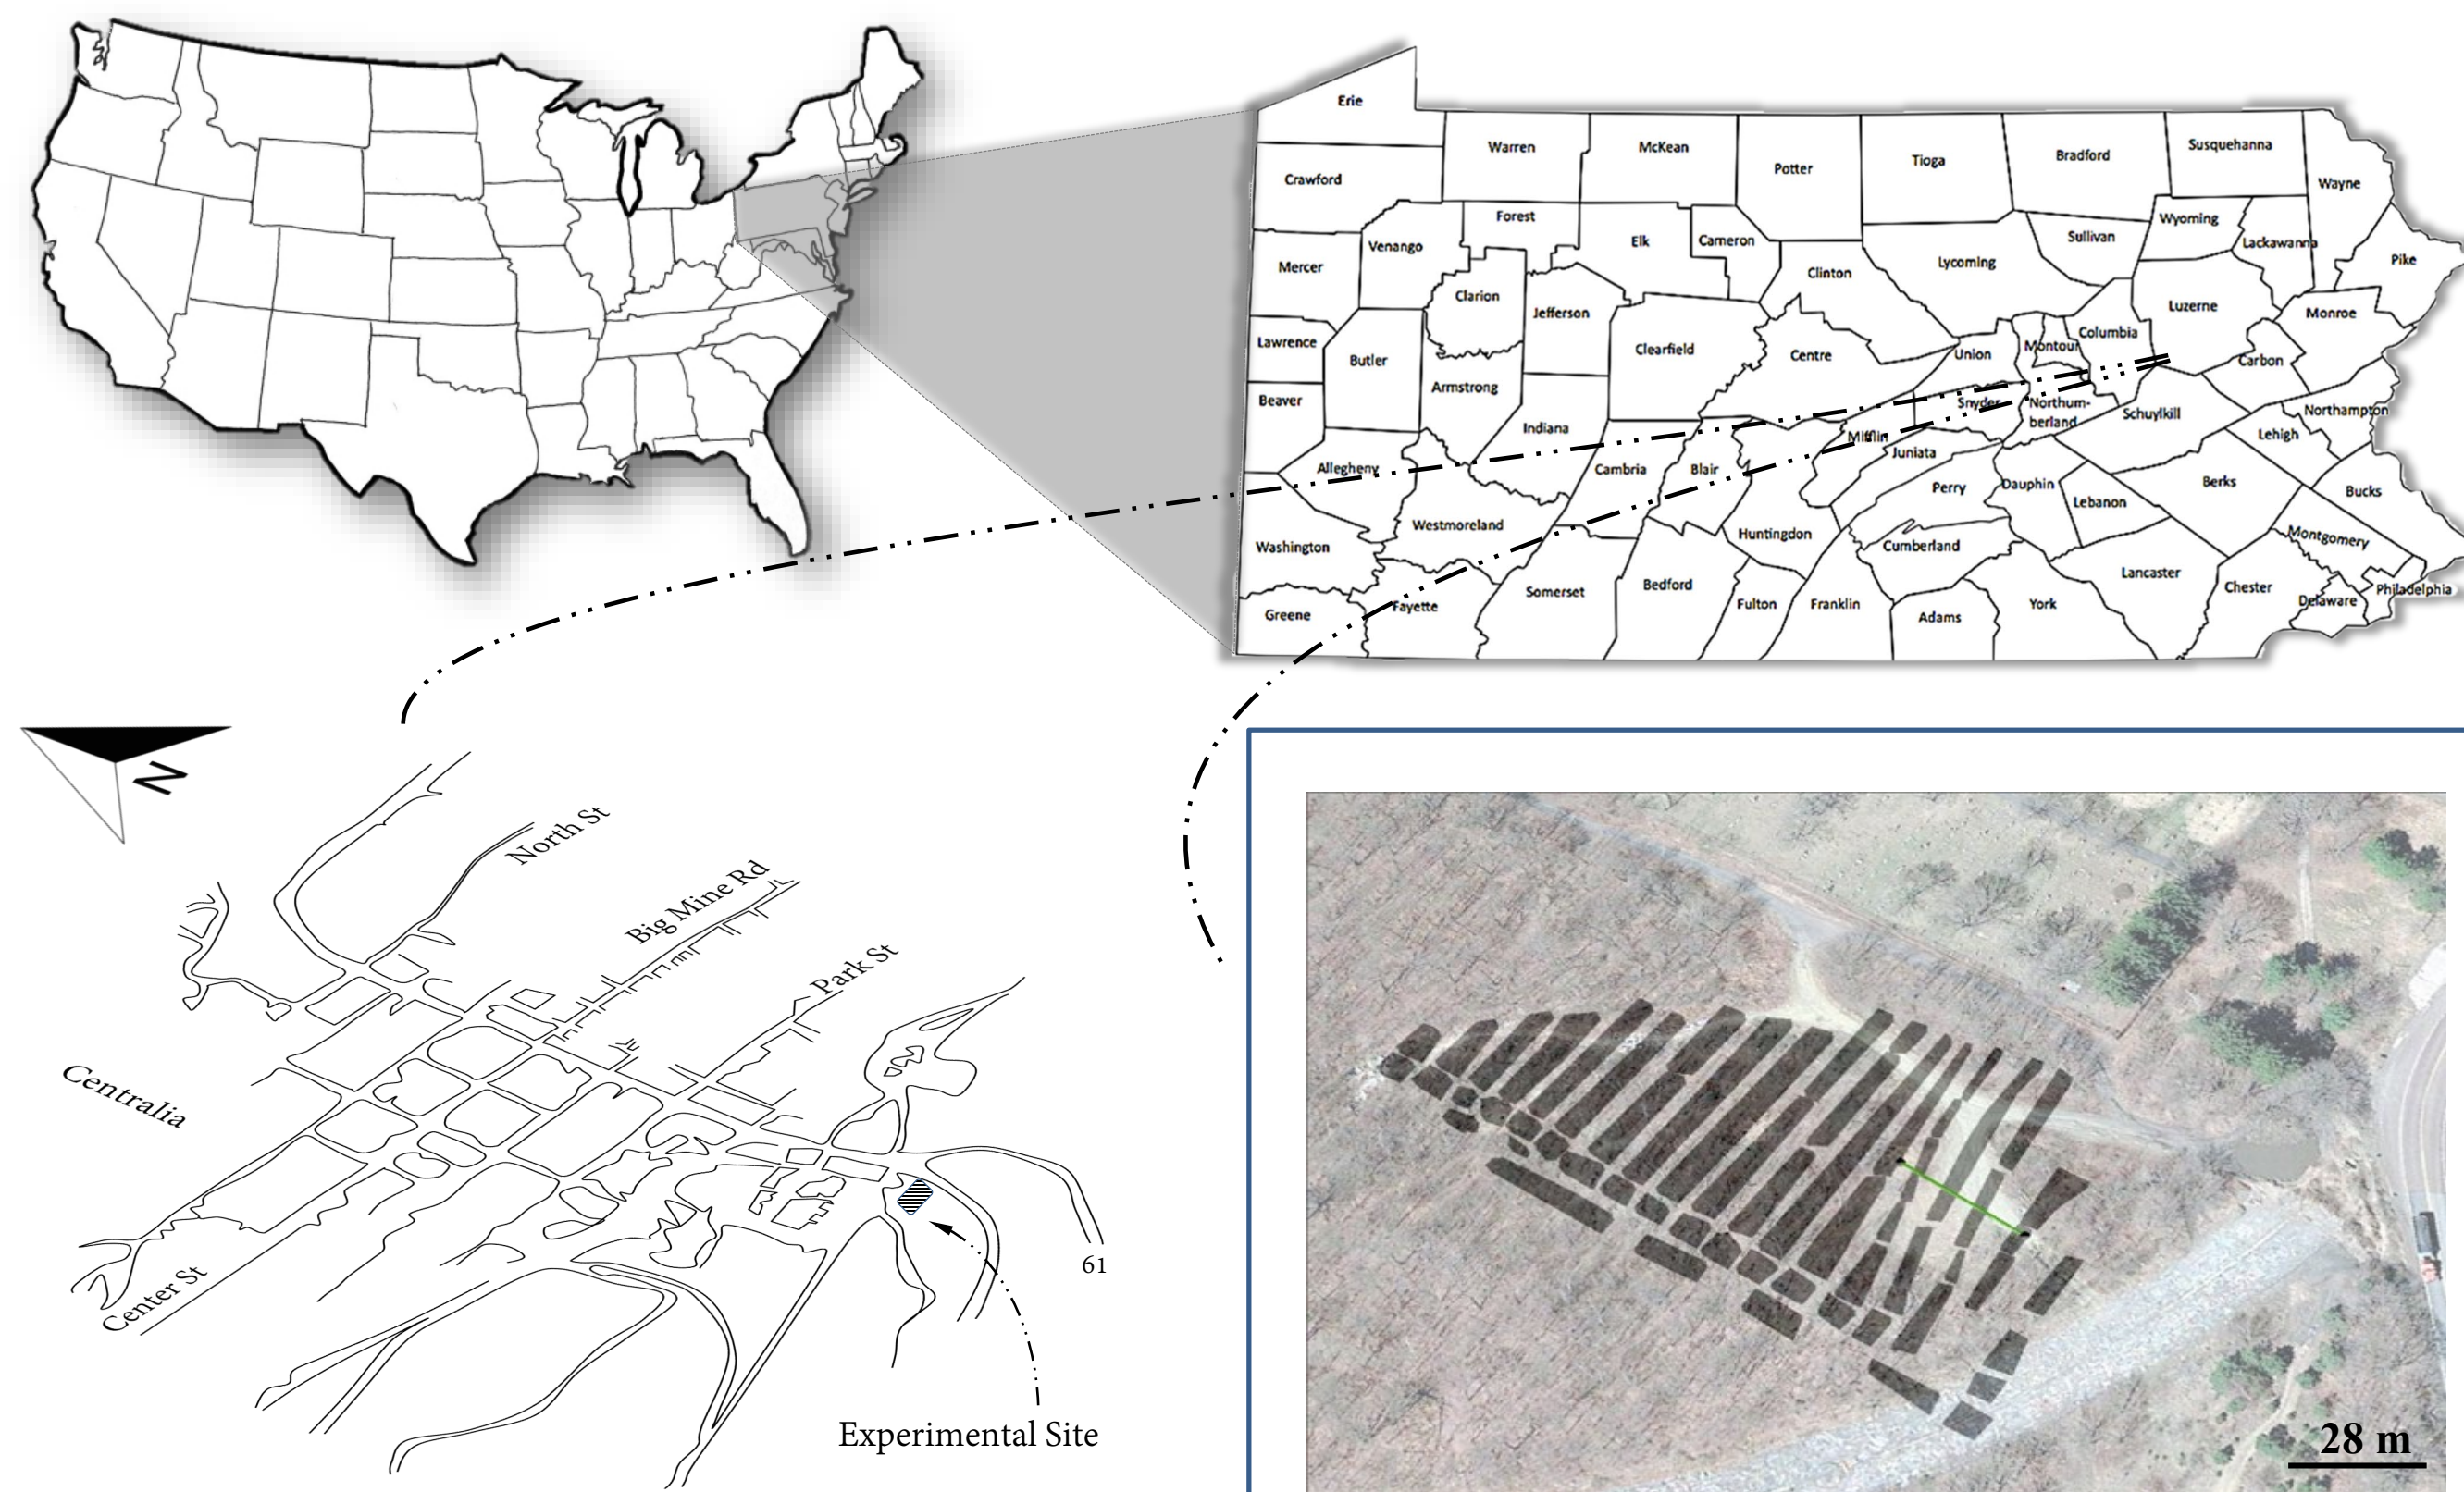 Erie
Warren
McKean
Potter
Tioga
Bradford
Susquehanna
Wayne
Crawford
Forest
Venango
Elk
Cameron
Clinton
Lycoming
Sullivan
Wyoming
Lackawanna
Pike
Mercer
Clarion
Jefferson
Luzerne
Monroe
Lawrence
Butler
Clearfield
Centre
Union
Montour
Columbia
Carbon
Armstrong
Beaver
Indiana
Mifflin
Snyder
Northum-
berland
Schuylkill
Northampton
Lehigh
Allegheny
Cambria
Blair
Juniata
Perry
Dauphin
Lebanon
Berks
Bucks
Westmoreland
Washington
Huntingdon
Cumberland
Montgomery
Lancaster
Greene
Fayette
Somerset
Bedford
Fulton
Franklin
Adams
York
Chester
Delaware
Philadelphia
N
North St
Big Mine Rd
Park St
Centralia
Center St
61
Experimental Site
28 m